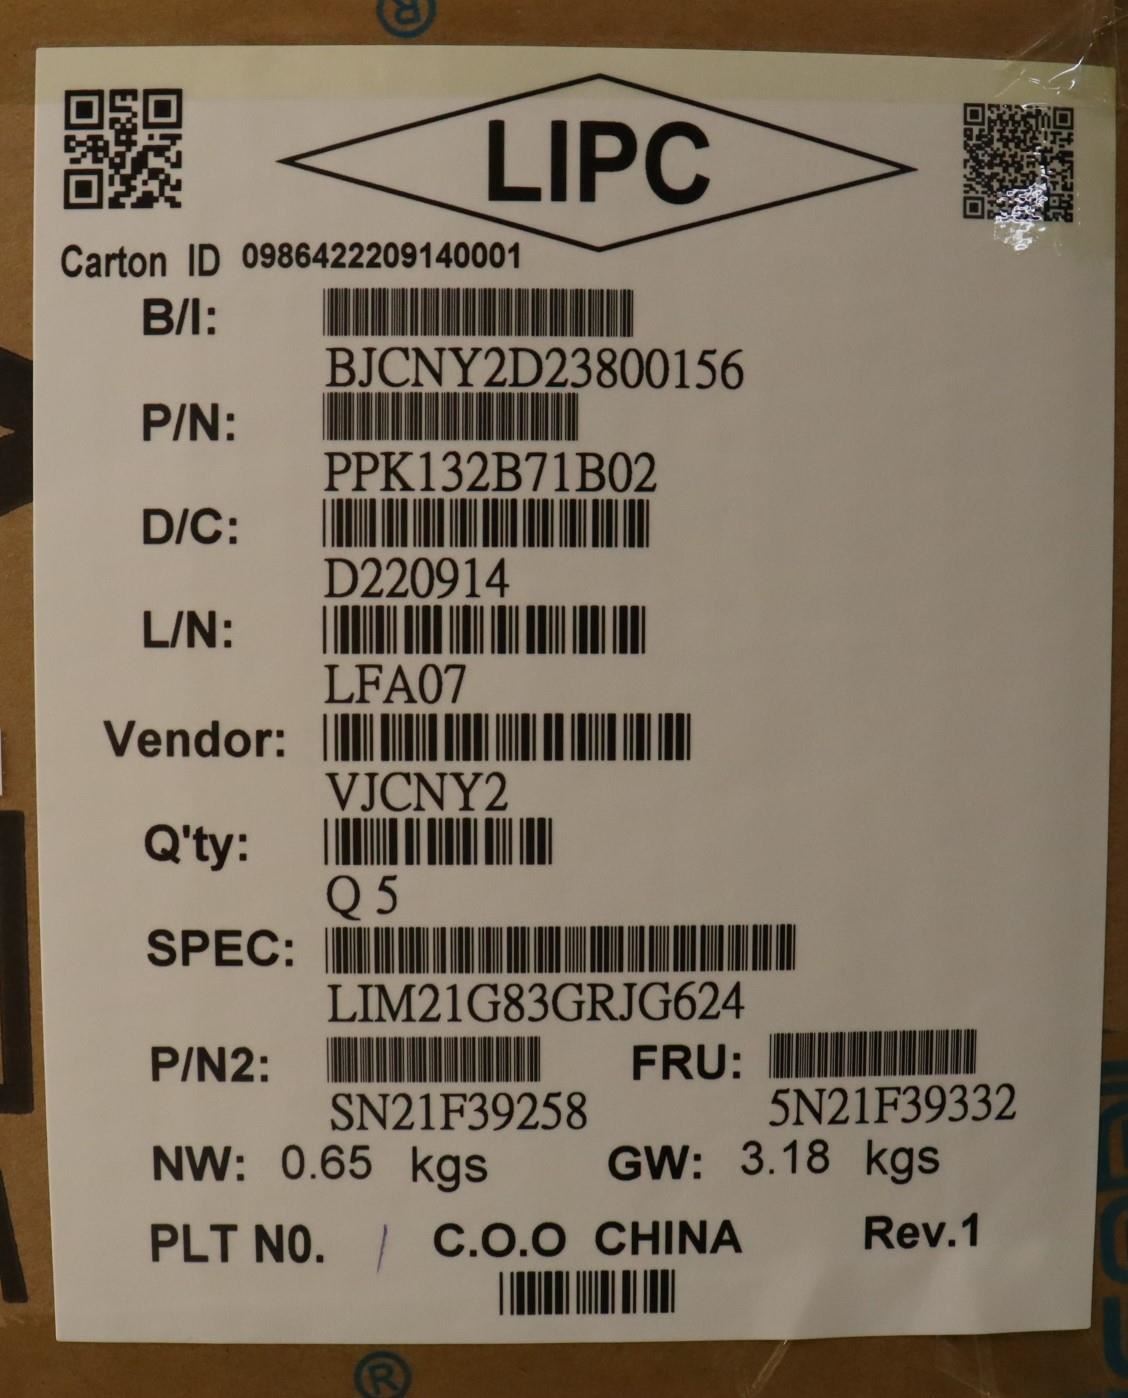 ®
LIPC
Carton ID 0986422209140001
B/I:
BJCNY2D23800156
P/N:
PPK132B71B02
D/C:
D220914
L/N:
LFA07
Vendor:
VJCNY2
Q'ty:
Q 5
SPEC:
LIM21G83GRJG624
P/N2: FRU:
SN21F39258 5N21F39332
NW: 0.65 kgs GW: 3.18 kgs
PLT N0. / C.O.O CHINA Rev.1
®